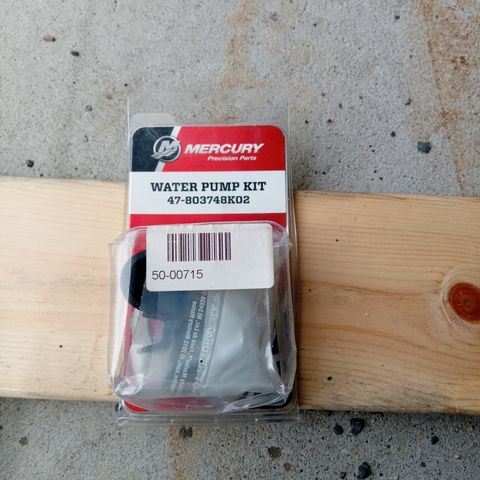 MERCURY
Precision Parts
WATER PUMP KIT
47-803748K02
50-00715